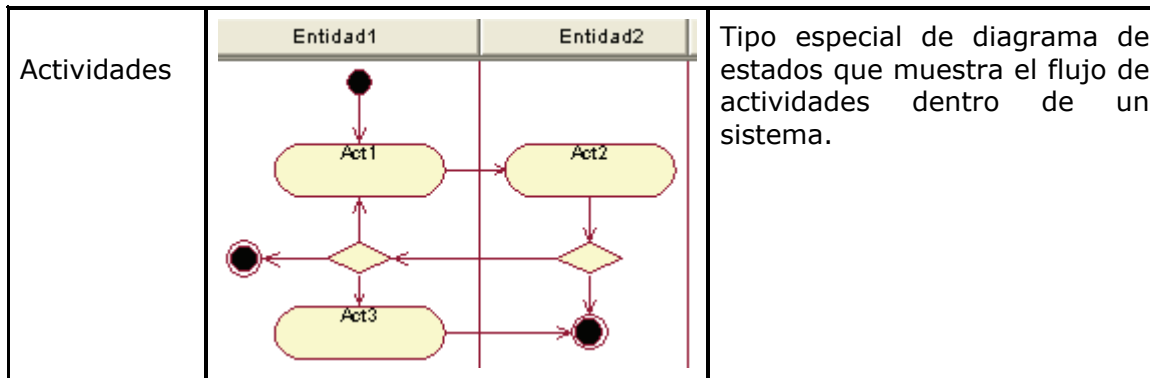 Actividades
Entidad1
Entidad2
Act1
Act2
Act3
Tipo especial de diagrama de
estados que muestra el flujo de
actividades dentro de un
sistema.